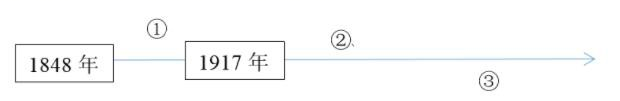 ①
1848 年
1917 年
②、
③